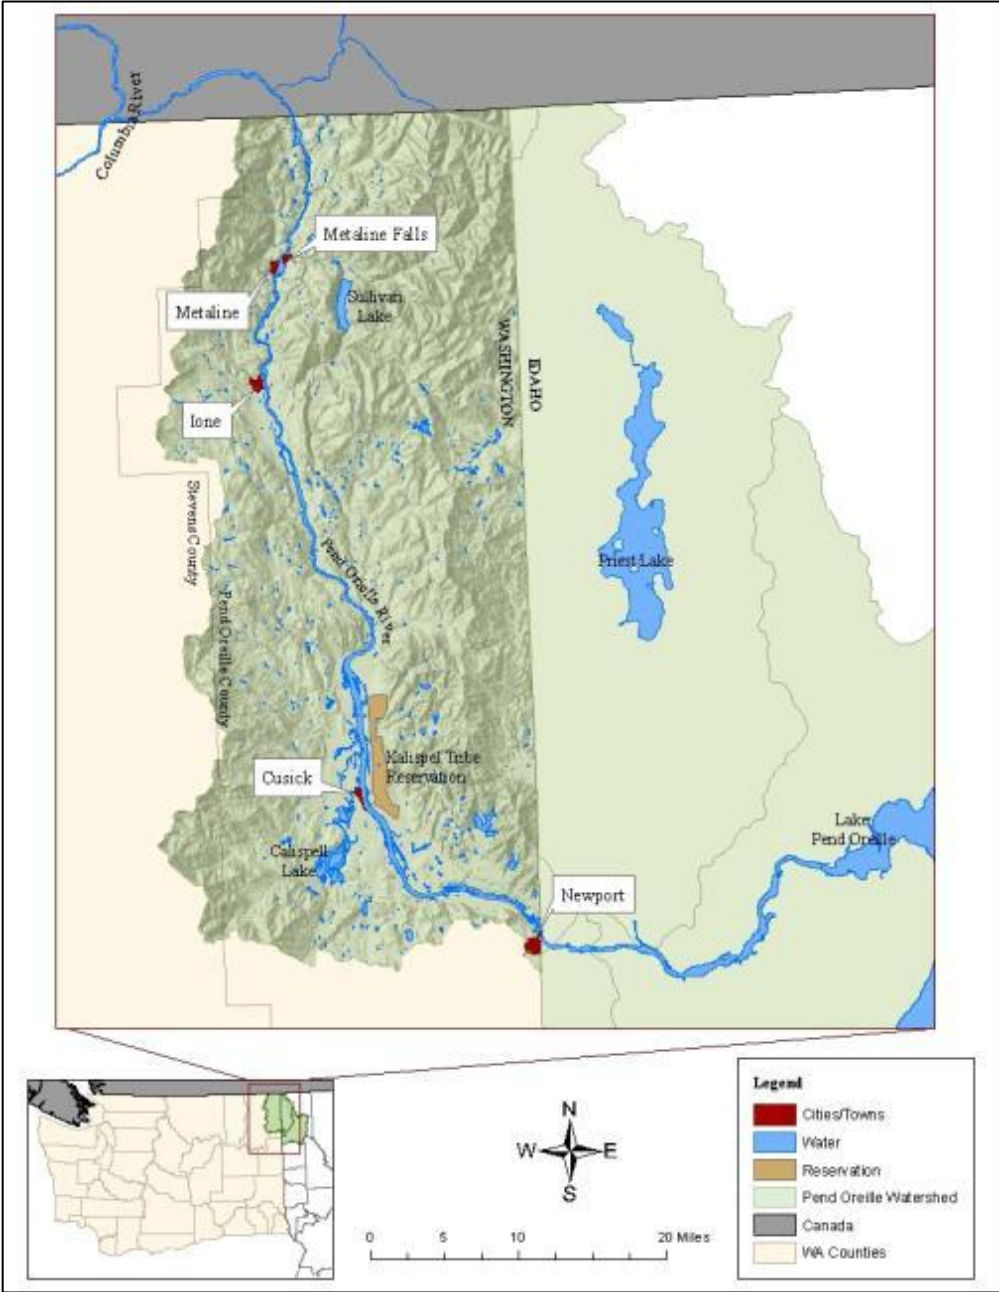 Columbia River
Metaline Falls
Metaline
Sullivan
Lake
WASHINGTON
IDAHO
Ione
Stevens County
Pend Orielle River
Priest Lake
Pend Oreille County
Kalispel Tribe
Reservation
Cusick
Calispell
Lake
Lake
Pend Oreille
Newport
N
W
E
S
0
5
10
20 Miles
Legend
Cities/Towns
Water
Reservation
Pend Oreille Watershed
Canada
WA Counties